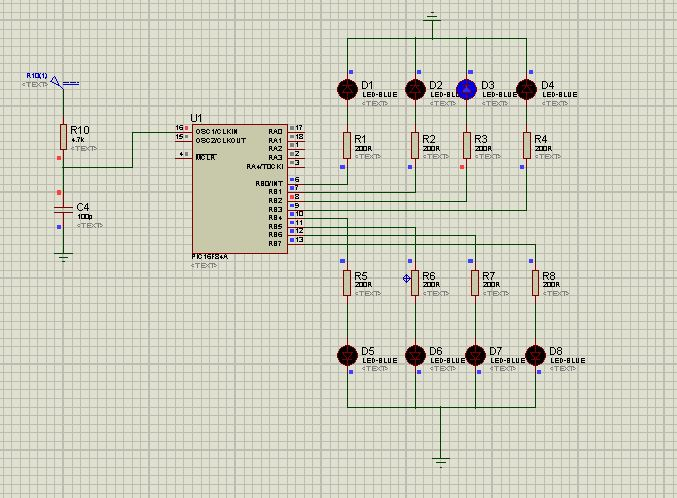 R10(1)
<TEXT>
R10
4.7k
<TEXT>
C4
100p
<TEXT>
U1
16 OSC1/CLKIN
15 OSC2/CLKOUT
4 MCLR
RA0 17
RA1 18
RA2 1
RA3 2
RA4/T0CKI 3
RB0/INT 6
RB1 7
RB2 8
RB3 9
RB4 10
RB5 11
RB6 12
RB7 13
PIC16F84A
<TEXT>
D1
LED-BLUE
<TEXT>
D2
LED-BLUE
<TEXT>
D3
LED-BLUE
<TEXT>
D4
LED-BLUE
<TEXT>
R1
200R
<TEXT>
R2
200R
<TEXT>
R3
200R
<TEXT>
R4
200R
<TEXT>
R5
200R
<TEXT>
R6
200R
<TEXT>
R7
200R
<TEXT>
R8
200R
<TEXT>
D5
LED-BLUE
<TEXT>
D6
LED-BLUE
<TEXT>
D7
LED-BLUE
<TEXT>
D8
LED-BLUE
<TEXT>